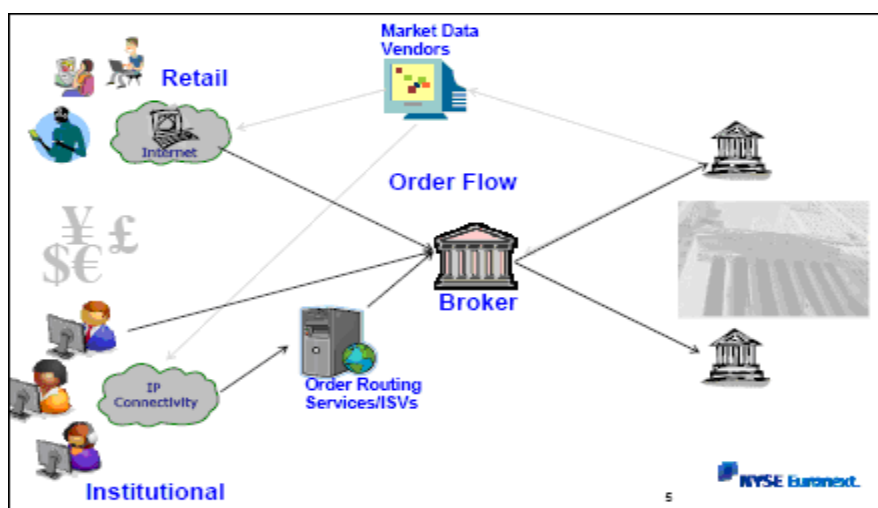 Market Data
Vendors
Retail
Internet
Order Flow
¥ £
$€
Broker
Order Routing
Services/ISVs
IP
Connectivity
Institutional
5
NYSE Euronext.